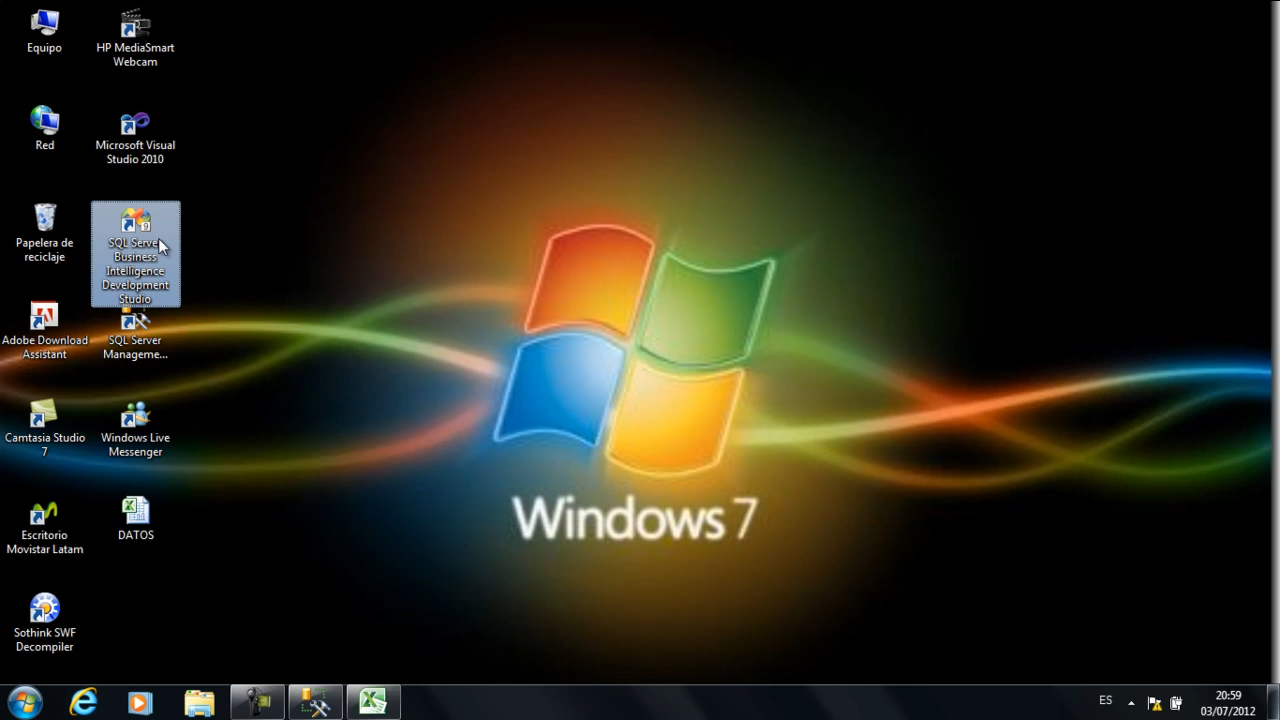 Equipo
HP MediaSmart
Webcam
Red
Microsoft Visual
Studio 2010
Papelera de
reciclaje
SQL Server
Business
Intelligence
Development
Studio
Adobe Download
Assistant
SQL Server
Manageme...
Camtasia Studio
7
Windows Live
Messenger
Escritorio
Movistar Latam
DATOS
Sothink SWF
Decompiler
Windows 7
ES
20:59
03/07/2012